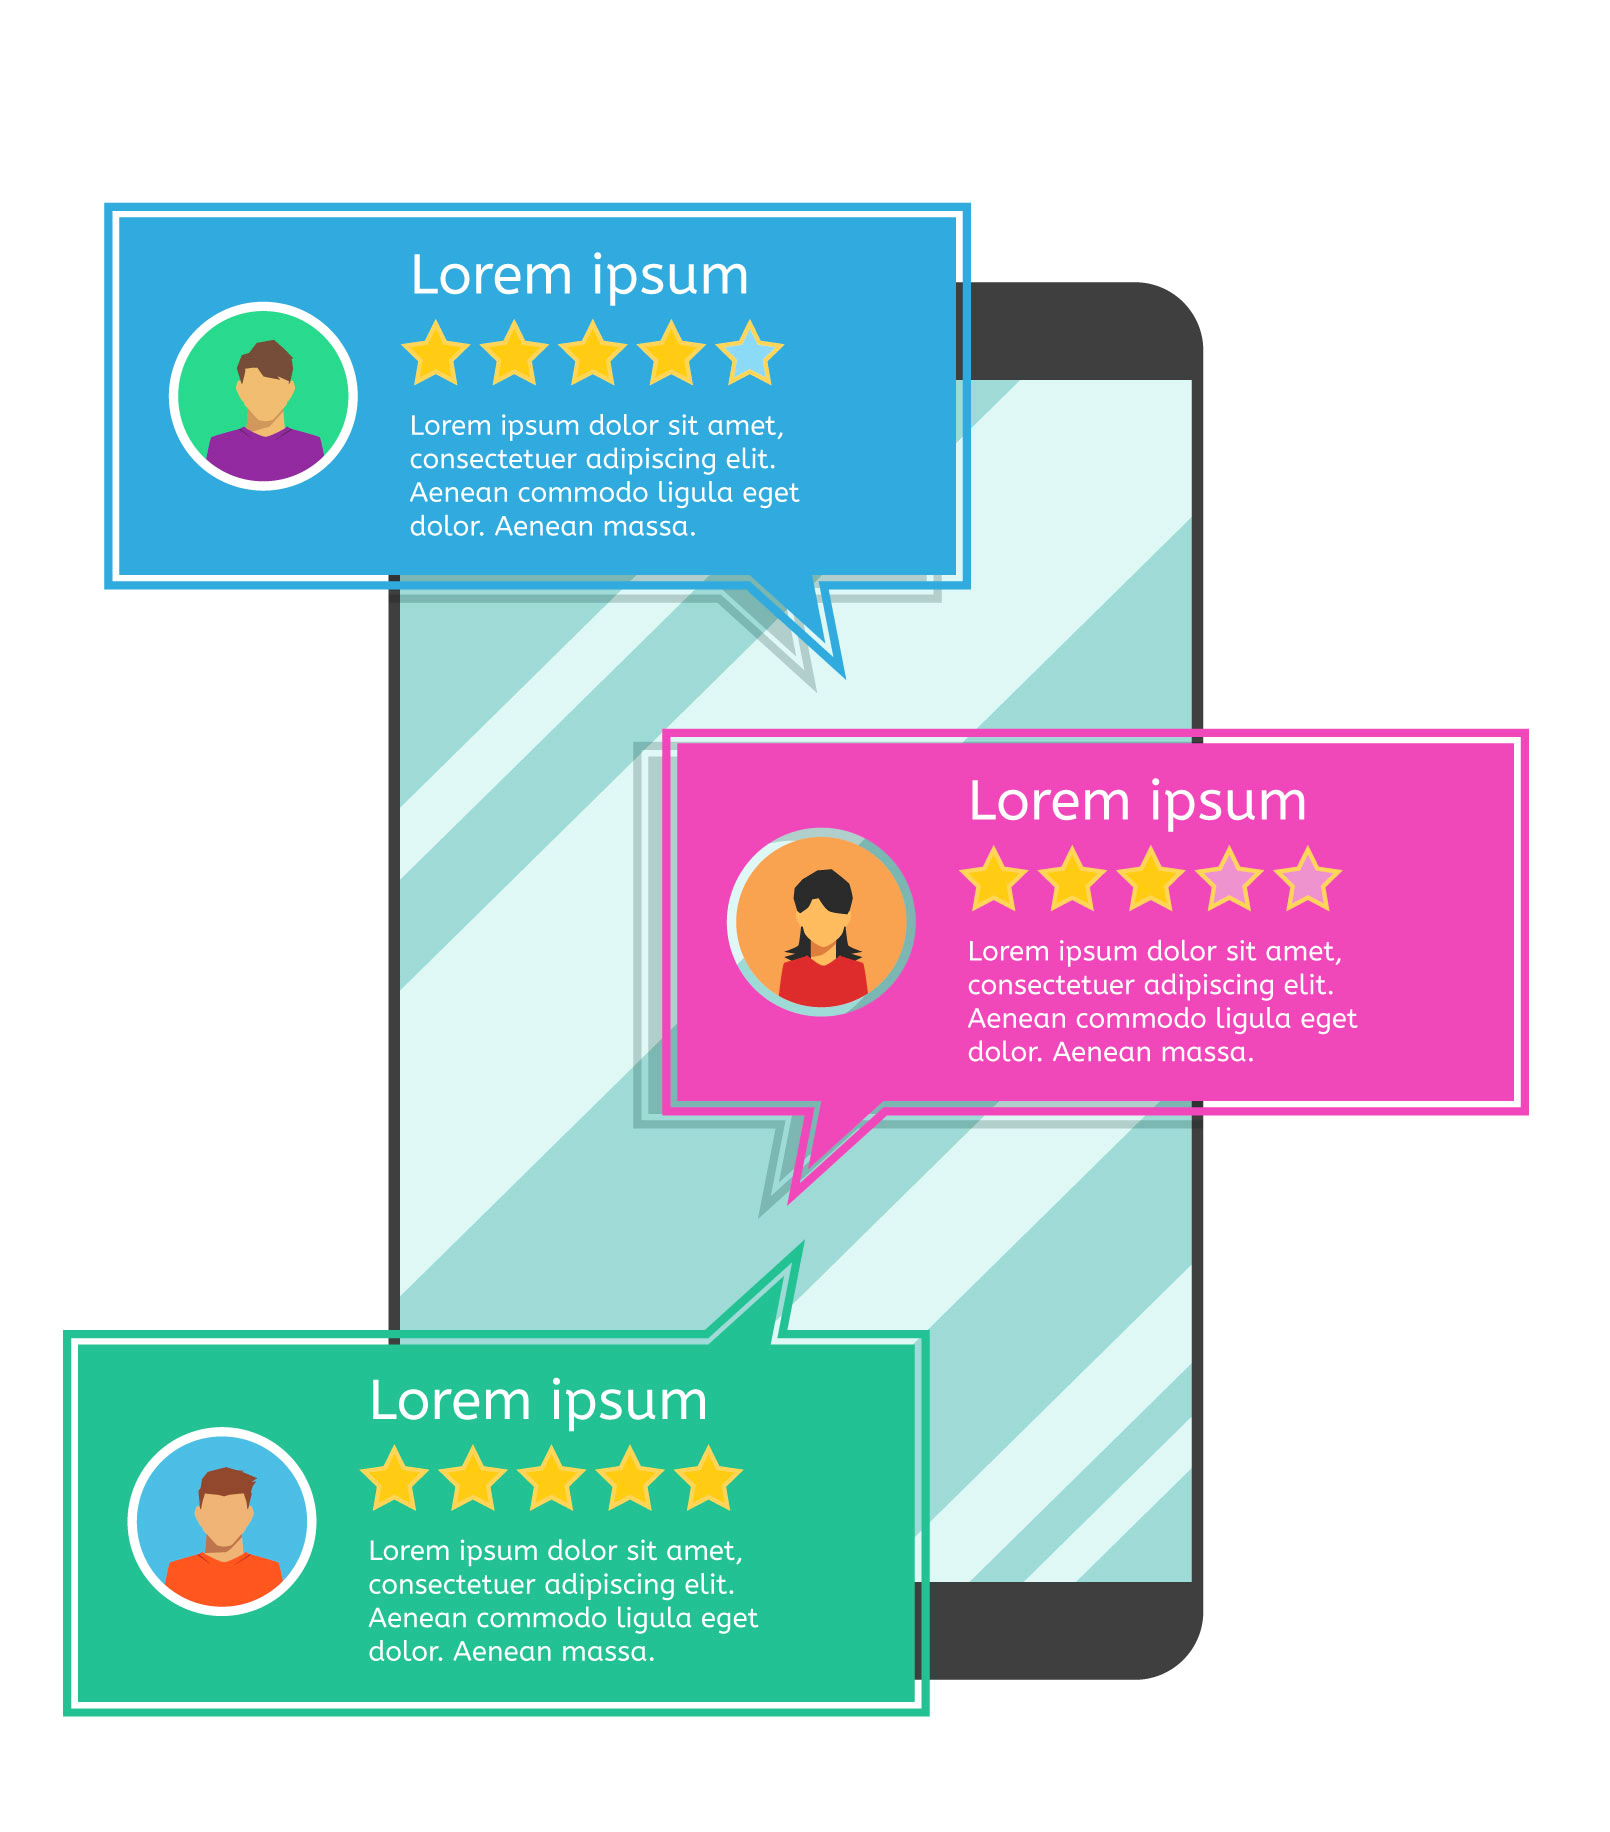 Lorem ipsum
Lorem ipsum dolor sit amet,
consectetuer adipiscing elit.
Aenean commodo ligula eget
dolor. Aenean massa.
Lorem ipsum
Lorem ipsum dolor sit amet,
consectetuer adipiscing elit.
Aenean commodo ligula eget
dolor. Aenean massa.
Lorem ipsum
Lorem ipsum dolor sit amet,
consectetuer adipiscing elit.
Aenean commodo ligula eget
dolor. Aenean massa.